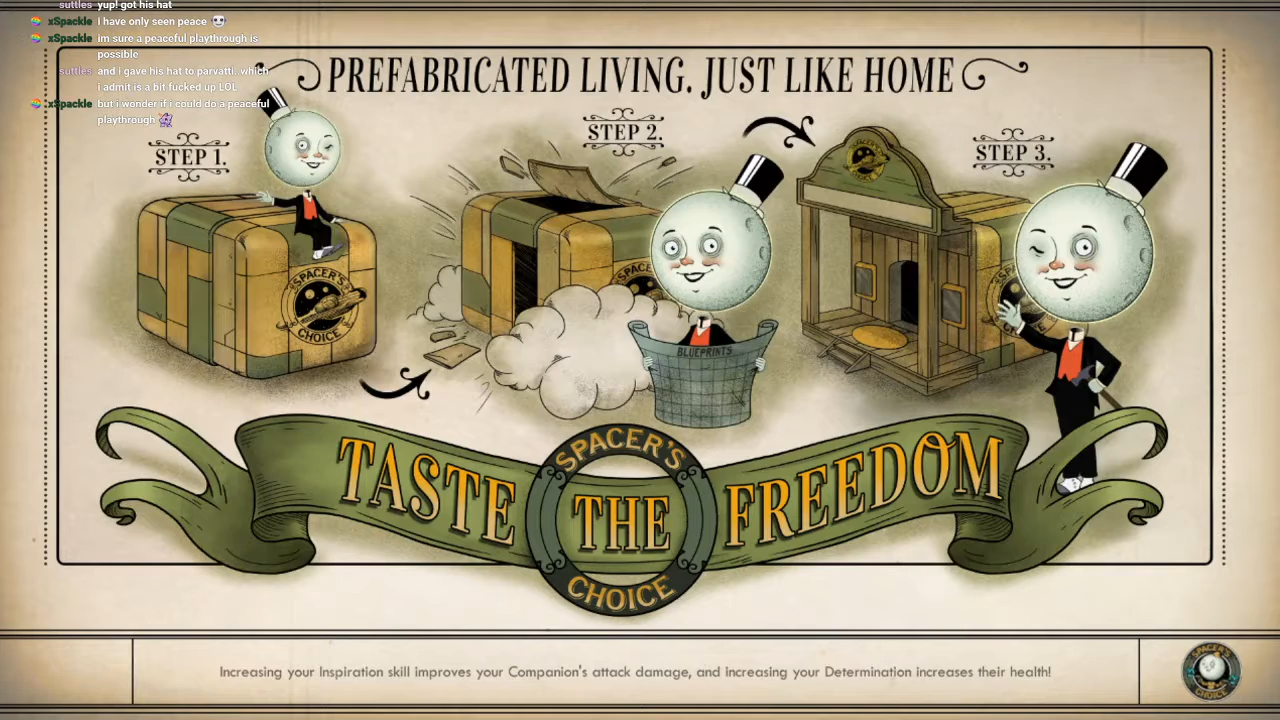 suttles yup! got his hat
xSpackle i have only seen peace
xSpackle im sure a peaceful playthrough is
possible
suttles and i gave his hat to parvatti..which
i admit is a bit fucked up LOL
xSpackle but i wonder if i could do a peaceful
playthrough
PREFABRICATED LIVING. JUST LIKE HOME
STEP 1.
STEP 2.
STEP 3.
SPACER'S
CHOICE
SPACER'S
BLUEPRINTS
TASTE THE FREEDOM
SPACER'S
CHOICE
Increasing your Inspiration skill improves your Companion's attack damage, and increasing your Determination increases their health!
SPACER'S
CHOICE